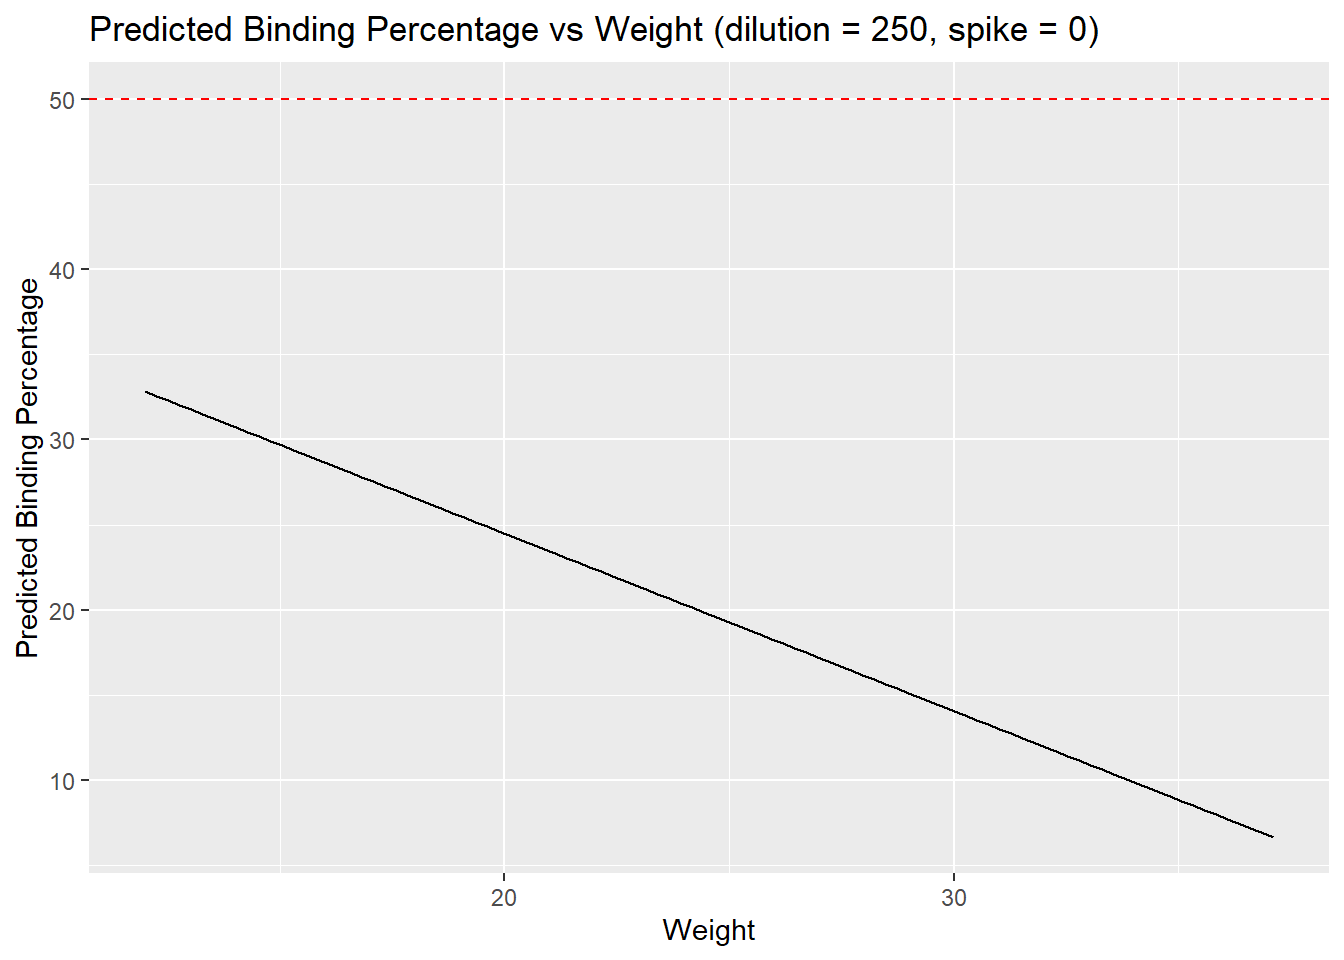 Predicted Binding Percentage vs Weight (dilution = 250, spike = 0)
Predicted Binding Percentage
50
40
30
20
10
20 30
Weight